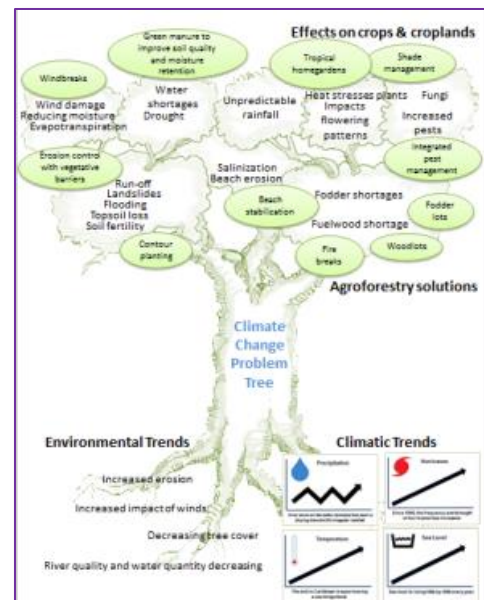 Effects on crops & croplands
Green manure to
improve soil quality
and moisture
retention
Tropical
homegardens
Shade
management
Windbreaks
Wind damage
Reducing moisture
Evapotranspiration
Water
shortages
Drought
Unpredictable
rainfall
Heat stresses plants
Impacts
flowering
patterns
Fungi
Increased
pests
Erosion control
with vegetative
barriers
Integrated
pest
management
Run-off
Landslides
Flooding
Topsoil loss
Soil fertility
Salinization
Beach erosion
Beach
stabilisation
Fodder shortages
Fodder
lots
Fuelwood shortage
Contour
planting
Fire
breaks
Woodlots
Agroforestry solutions
Climate
Change
Problem
Tree
Environmental Trends
Climatic Trends
Increased erosion
Increased impact of winds
Decreasing tree cover
River quality and water quantity decreasing
Precipitation
Hurricanes
Temperature
Sea Level